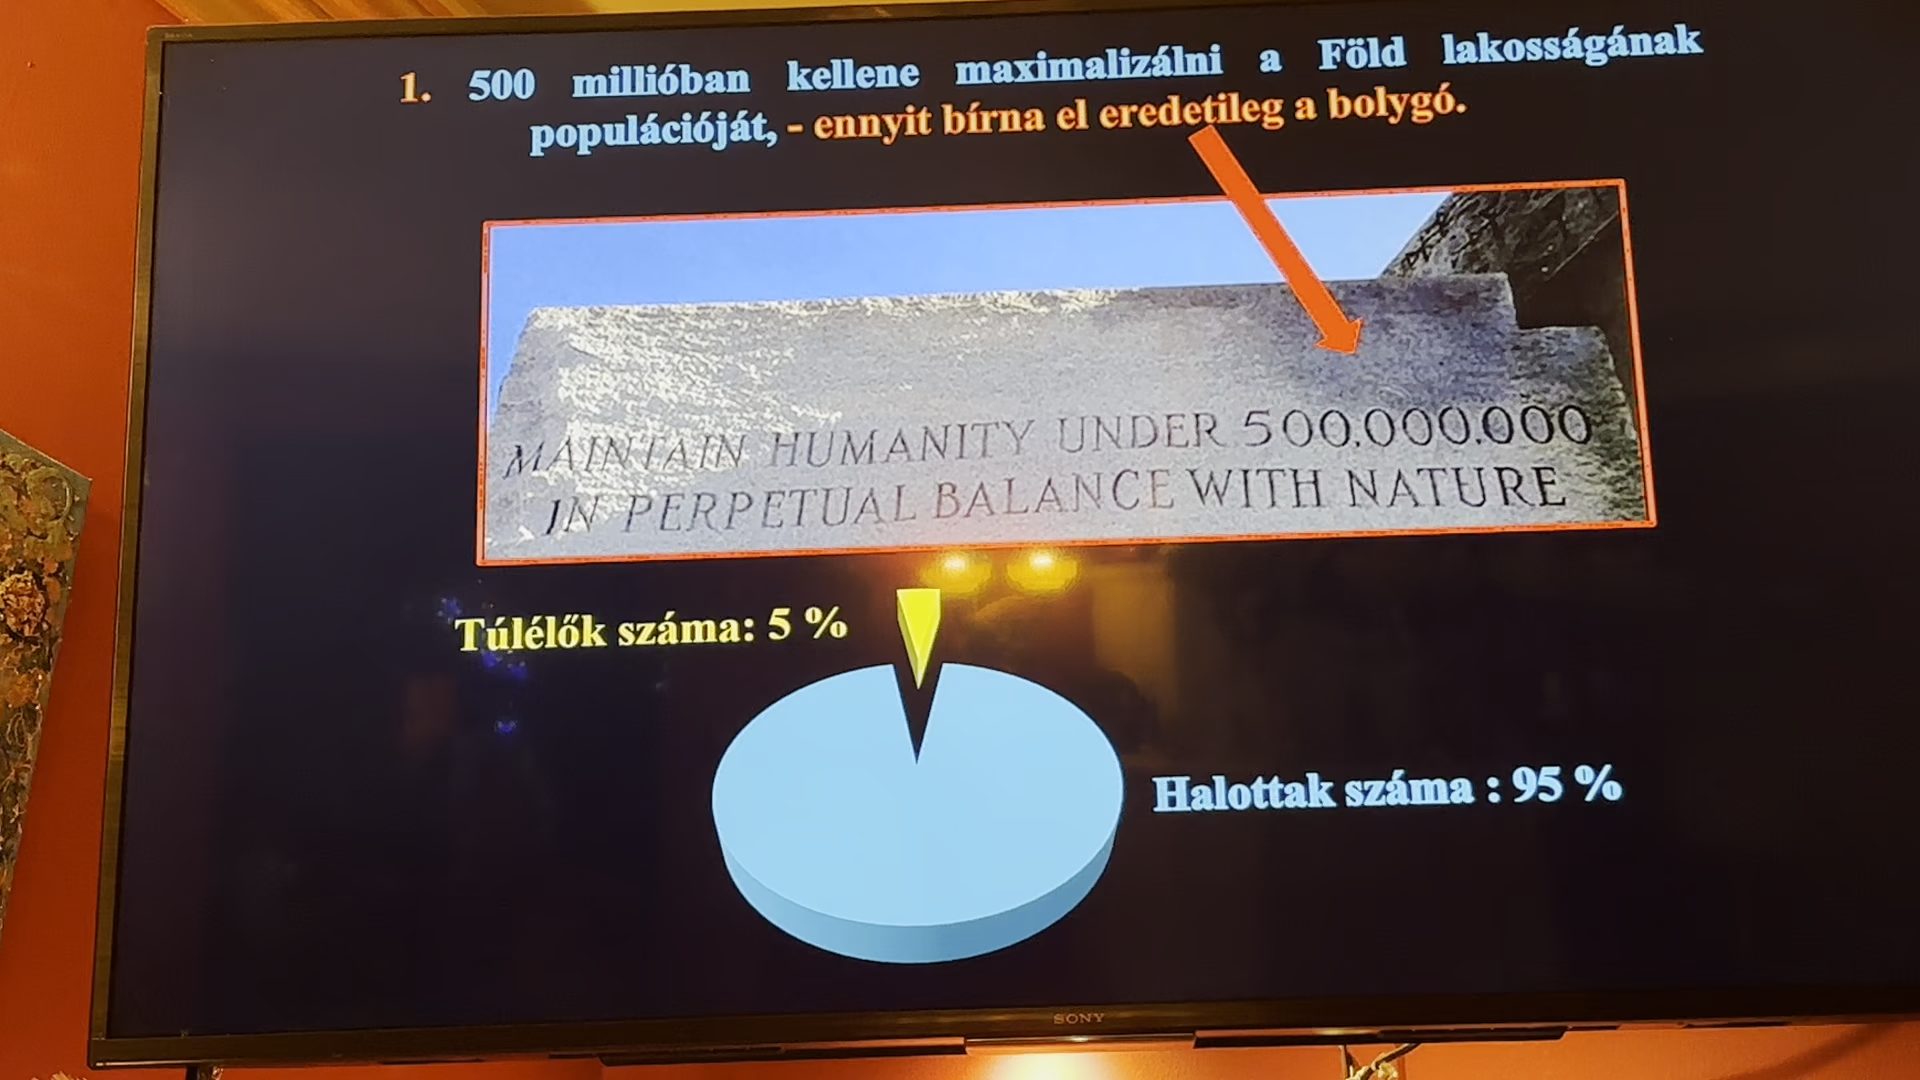 1. 500 millióban kellene maximalizálni a Föld lakosságának
populációját, - ennyit bírna el eredetileg a bolygó.
MAINTAIN HUMANITY UNDER 500,000,000
IN PERPETUAL BALANCE WITH NATURE
Túlélők száma: 5 %
Halottak száma : 95 %
SONY